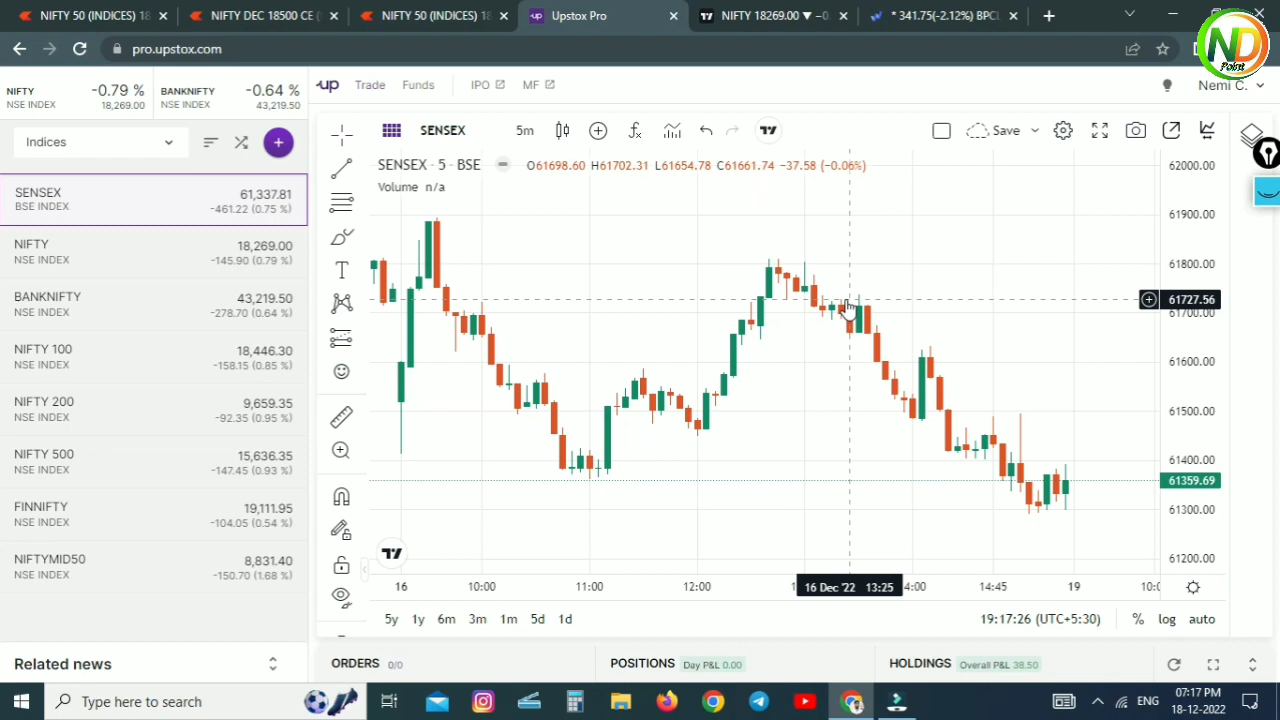 NIFTY 50 (INDICES) 18
NIFTY DEC 18500 CE (
NIFTY 50 (INDICES) 18
up Upstox Pro
NIFTY 18269.00 ▼ −0
* 341.75(-2.12%) BPCL
pro.upstox.com
ND
Point
NIFTY -0.79 %
NSE INDEX 18,269.00
BANKNIFTY -0.64 %
NSE INDEX 43,219.50
up Trade Funds IPO MF
Nemi C.
Indices
SENSEX 5m
Save
SENSEX · 5 · BSE O61698.60 H61702.31 L61654.78 C61661.74 −37.58 (−0.06%)
Volume n/a
SENSEX 61,337.81
BSE INDEX -461.22 (0.75 %)
NIFTY 18,269.00
NSE INDEX -145.90 (0.79 %)
BANKNIFTY 43,219.50
NSE INDEX -278.70 (0.64 %)
NIFTY 100 18,446.30
NSE INDEX -158.15 (0.85 %)
NIFTY 200 9,659.35
NSE INDEX -92.35 (0.95 %)
NIFTY 500 15,636.35
NSE INDEX -147.45 (0.93 %)
FINNIFTY 19,111.95
NSE INDEX -104.05 (0.54 %)
NIFTYMID50 8,831.40
NSE INDEX -150.70 (1.68 %)
62000.00
61900.00
61800.00
61727.56
61700.00
61600.00
61500.00
61400.00
61359.69
61300.00
61200.00
16 10:00 11:00 12:00 16 Dec '22 13:25 4:00 14:45 19 10:0
5y 1y 6m 3m 1m 5d 1d
19:17:26 (UTC+5:30) % log auto
Related news
ORDERS 0/0
POSITIONS Day P&L 0.00
HOLDINGS Overall P&L 38.50
Type here to search
ENG
07:17 PM
18-12-2022